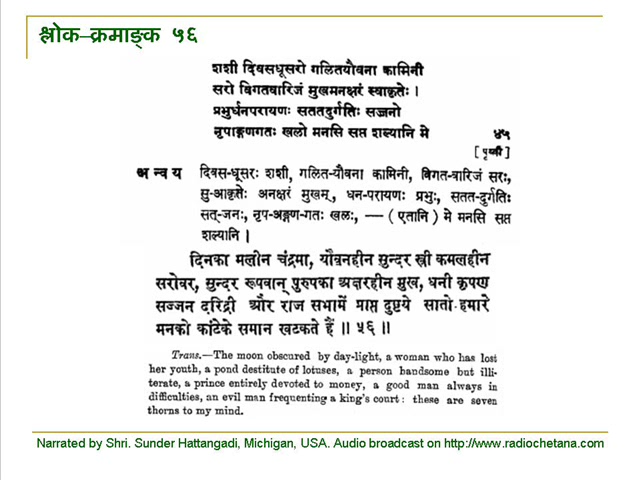 श्लोक–क्रमाङ्क ५६
शशी दिवसधूसरो गलितयौवना कामिनी
सरो विगतवारिजं मुखमनक्षरं स्वाकृतेः ।
प्रभुर्धनपरायणः सततदुर्गतिः सज्जनो
नृपाङ्गणगतः खलो मनसि सप्त शल्यानि मे ४५
[ पृथ्वी ]
अन्वय दिवस-धूसरः शशी, गलित-यौवना कामिनी, विगत-वारिजं सरः,
सु-आकृतेः अनक्षरं मुखम्, धन-परायणः प्रभुः, सतत-दुर्गतिः
सत्-जनः, नृप-अङ्गण-गतः खलः, — ( एतानि ) मे मनसि सप्त
शल्यानि ।
दिनका मलीन चंद्रमा, यौवनहीन सुन्दर स्त्री कमलहीन
सरोवर, सुन्दर रूपवान् पुरुषका अक्षरहीन मुख, धनी कृपण
सज्जन दरिद्री और राज सभामें प्राप्त दुष्टये सातो हमारे
मनको कांटेके समान खटकते हैं ॥ ५६ ॥
Trans.—The moon obscured by day-light, a woman who has lost
her youth, a pond destitute of lotuses, a person handsome but illi-
terate, a prince entirely devoted to money, a good man always in
difficulties, an evil man frequenting a king's court : these are seven
thorns to my mind.
Narrated by Shri. Sunder Hattangadi, Michigan, USA. Audio broadcast on http://www.radiochetana.com